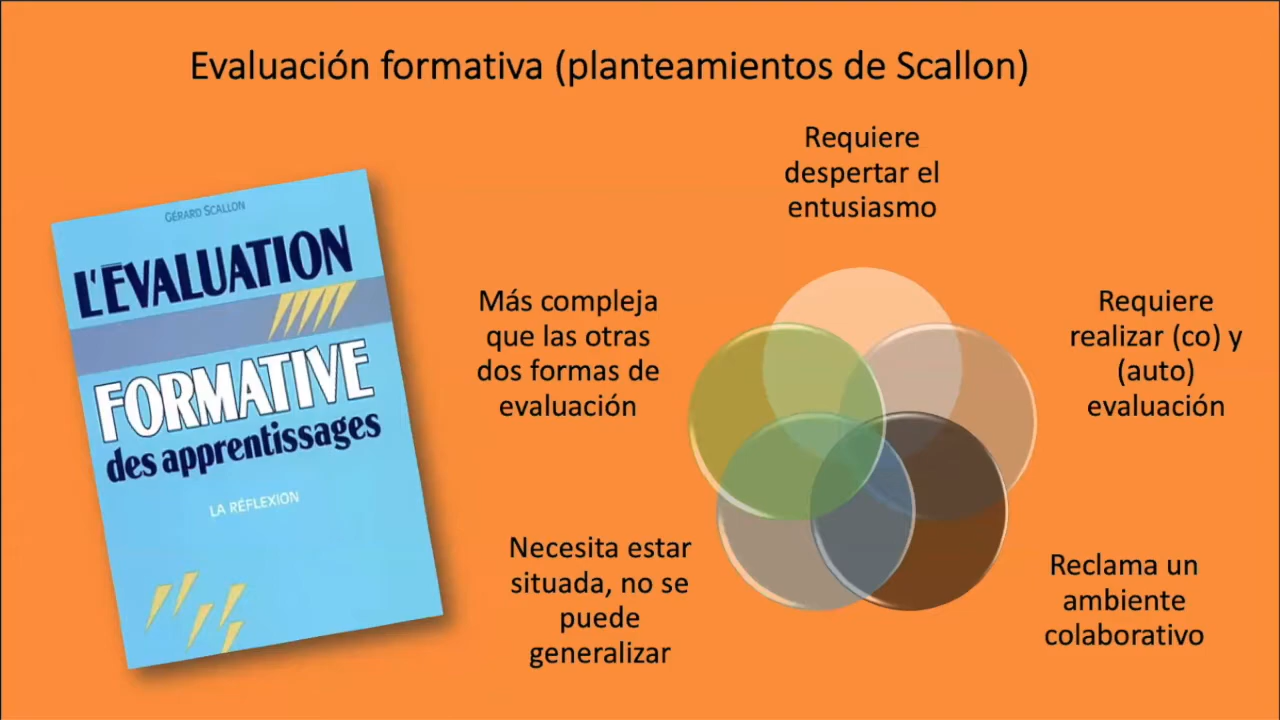 Evaluación formativa (planteamientos de Scallon)
GÉRARD SCALLON
L'ÉVALUATION
FORMATIVE
des apprentissages
LA RÉFLEXION
Requiere
despertar el
entusiasmo
Requiere
realizar (co) y
(auto)
evaluación
Reclama un
ambiente
colaborativo
Necesita estar
situada, no se
puede
generalizar
Más compleja
que las otras
dos formas de
evaluación